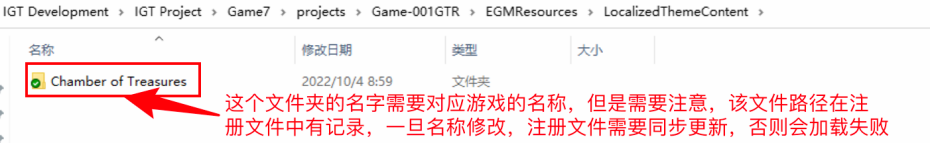 IGT Development › IGT Project › Game7 › projects › Game-001GTR › EGMResources › LocalizedThemeContent ›
名称 修改日期 类型 大小
Chamber of Treasures 2022/10/4 8:59 文件夹
这个文件夹的名字需要对应游戏的名称，但是需要注意，该文件路径在注
册文件中有记录，一旦名称修改，注册文件需要同步更新，否则会加载失败